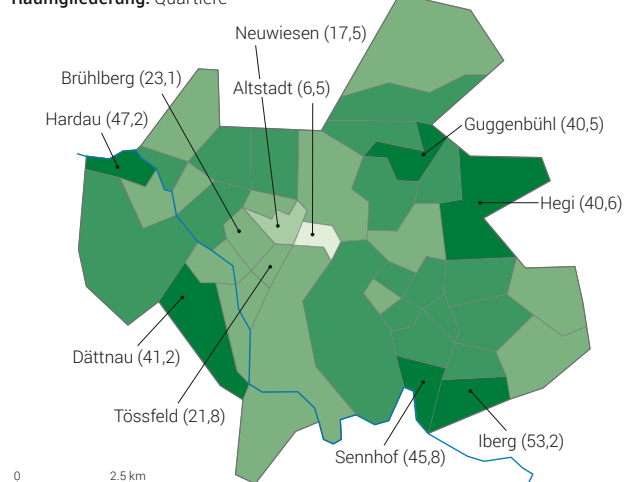 Raumgliederung: Quartiere
Neuwiesen (17,5)
Brühlberg (23,1)
Altstadt (6,5)
Hardau (47,2)
Guggenbühl (40,5)
Hegi (40,6)
Dättnau (41,2)
Tössfeld (21,8)
Iberg (53,2)
Sennhof (45,8)
0 2.5 km